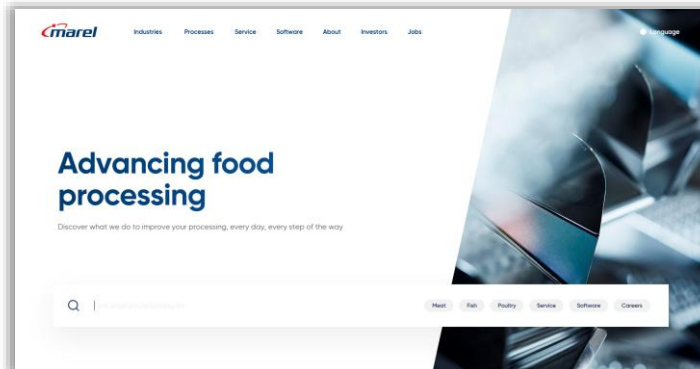 marel
Industries Processes Service Software About Investors Jobs
Language
Advancing food
processing
Discover what we do to improve your processing, every day, every step of the way
Meat Fish Poultry Service Software Careers